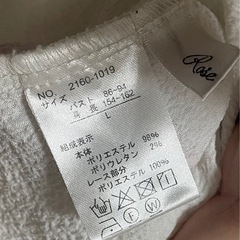 NO. 2160-1019
サイズ バスト 86-94
身長 154-162
L
組成表示
本体 ポリエステル 98%
ポリウレタン 2%
レース部分
ポリエステル 100%
Rose